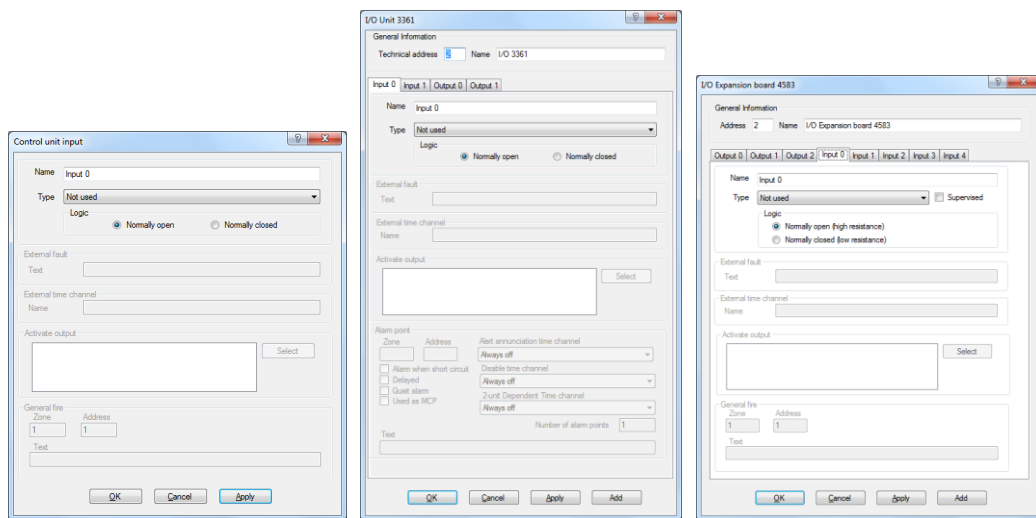 Control unit input
Name Input 0
Type Not used
Logic
Normally open Normally closed
External fault
Text
External time channel
Name
Activate output
Select
General fire
Zone Address
1 1
Text
OK Cancel Apply
I/O Unit 3361
General Information
Technical address 2 Name I/O 3361
Input 0 Input 1 Output 0 Output 1
Name Input 0
Type Not used
Logic
Normally open Normally closed
External fault
Text
External time channel
Name
Activate output
Select
Alarm point
Zone Address Alert annunciation time channel
Always off
Alarm when short circuit Disable time channel
Delayed Always off
Quiet alarm 2-unit Dependent Time channel
Used as MCP Always off
Number of alarm points 1
Text
OK Cancel Apply Add
I/O Expansion board 4583
General Information
Address 2 Name I/O Expansion board 4583
Output 0 Output 1 Output 2 Input 0 Input 1 Input 2 Input 3 Input 4
Name Input 0
Type Not used Supervised
Logic
Normally open (high resistance)
Normally closed (low resistance)
External fault
Text
External time channel
Name
Activate output
Select
General fire
Zone Address
1 1
Text
OK Cancel Apply Add